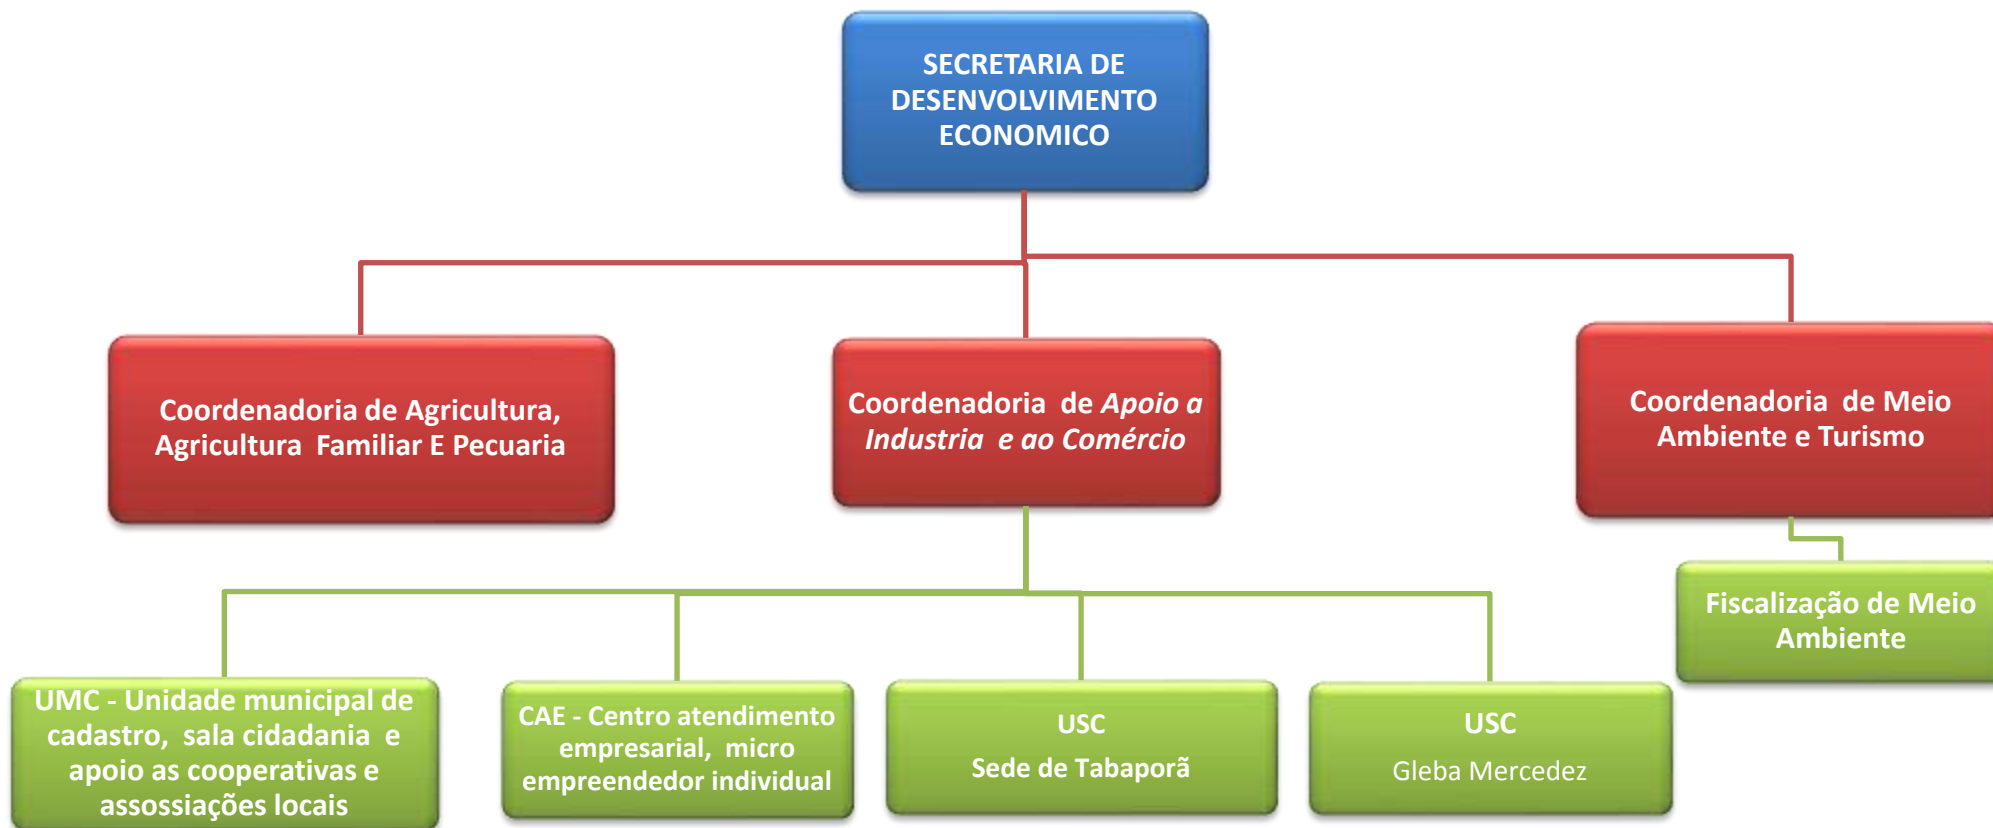 SECRETARIA DE
DESENVOLVIMENTO
ECONOMICO
Coordenadoria de Agricultura,
Agricultura Familiar E Pecuaria
Coordenadoria de Apoio a
Industria e ao Comércio
Coordenadoria de Meio
Ambiente e Turismo
Fiscalização de Meio
Ambiente
UMC - Unidade municipal de
cadastro, sala cidadania e
apoio as cooperativas e
assossiações locais
CAE - Centro atendimento
empresarial, micro
empreendedor individual
USC
Sede de Tabaporã
USC
Gleba Mercedez